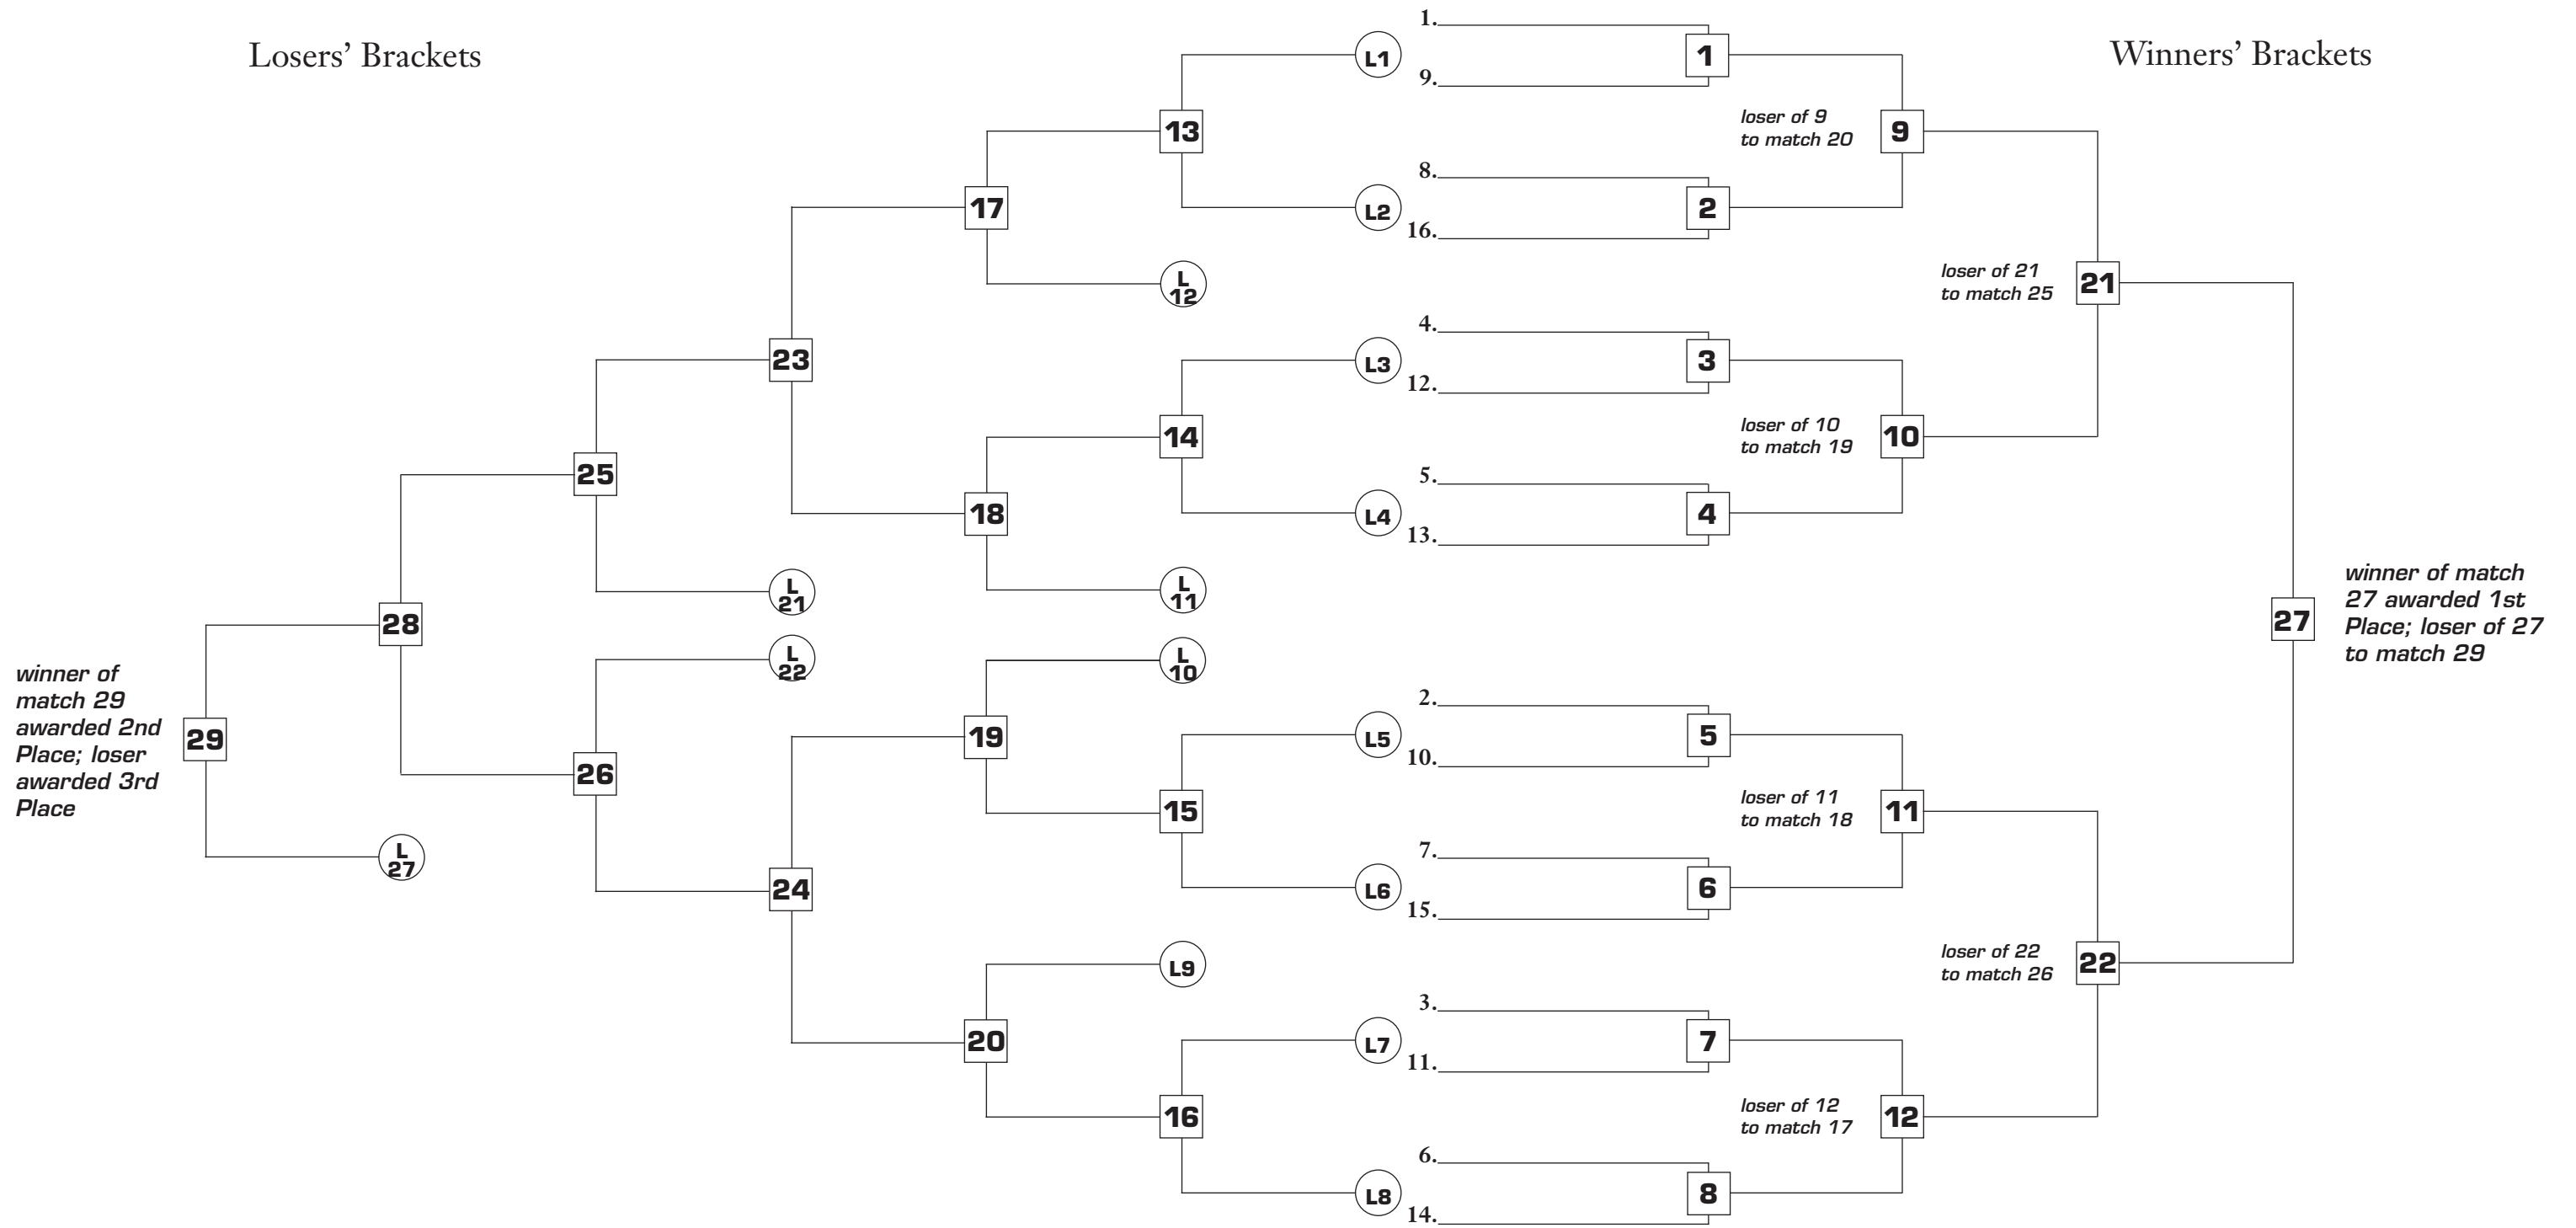 Losers’ Brackets
Winners’ Brackets
1.
L1
1
9.
13
loser of 9
to match 20
9
8.
17
L2
2
16.
L
12
loser of 21
to match 25
21
4.
23
L3
3
12.
14
loser of 10
to match 19
10
25
5.
18
L4
4
13.
L
21
L
11
winner of match
27 awarded 1st
Place; loser of 27
to match 29
27
28
L
22
L
10
winner of
match 29
awarded 2nd
Place; loser
awarded 3rd
Place
29
2.
19
L5
5
10.
26
15
loser of 11
to match 18
11
L
27
7.
24
L6
6
15.
L9
loser of 22
to match 26
22
3.
20
L7
7
11.
16
loser of 12
to match 17
12
6.
L8
8
14.